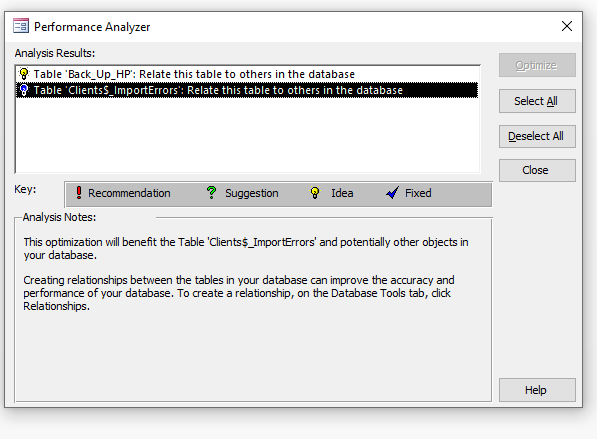 Performance Analyzer
Analysis Results:
Table 'Back_Up_HP': Relate this table to others in the database
Table 'Clients$_ImportErrors': Relate this table to others in the database
Optimize
Select All
Deselect All
Close
Key:
Recommendation
Suggestion
Idea
Fixed
Analysis Notes:
This optimization will benefit the Table 'Clients$_ImportErrors' and potentially other objects in
your database.
Creating relationships between the tables in your database can improve the accuracy and
performance of your database. To create a relationship, on the Database Tools tab, click
Relationships.
Help